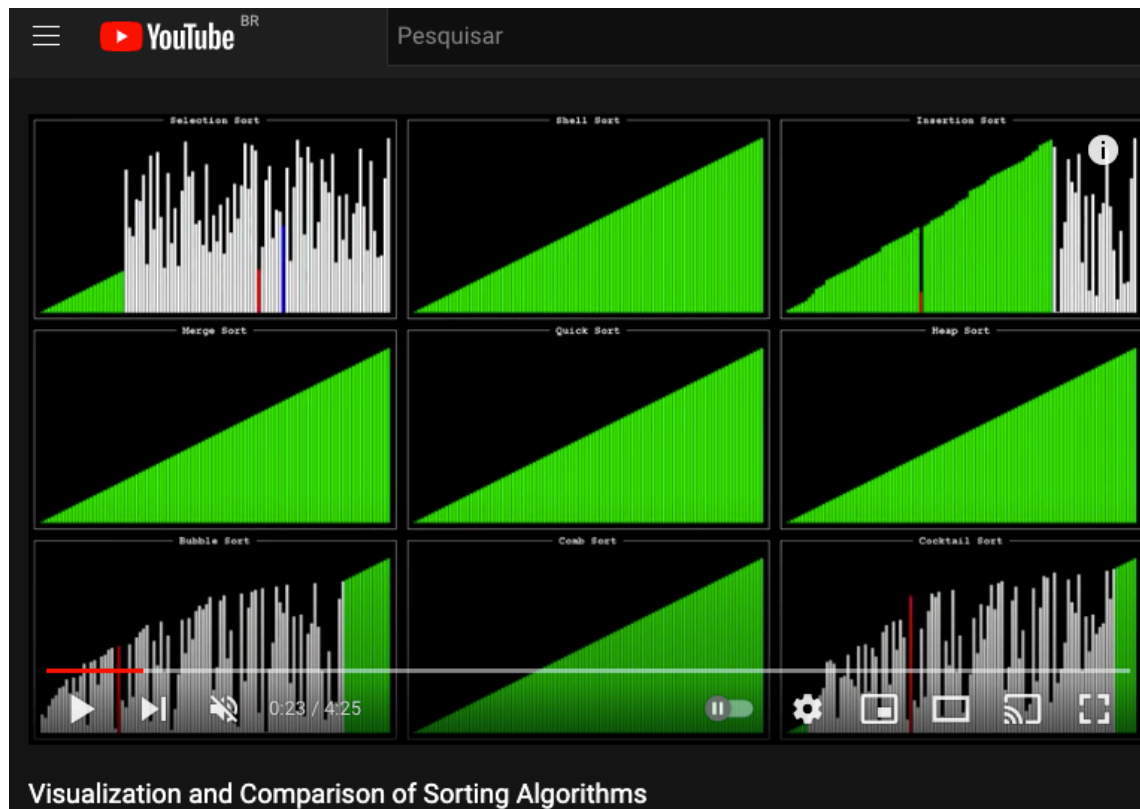 YouTube BR
Pesquisar
Selection Sort
Shell Sort
Insertion Sort
Merge Sort
Quick Sort
Heap Sort
Bubble Sort
Comb Sort
Cocktail Sort
0:23 / 4:25
Visualization and Comparison of Sorting Algorithms